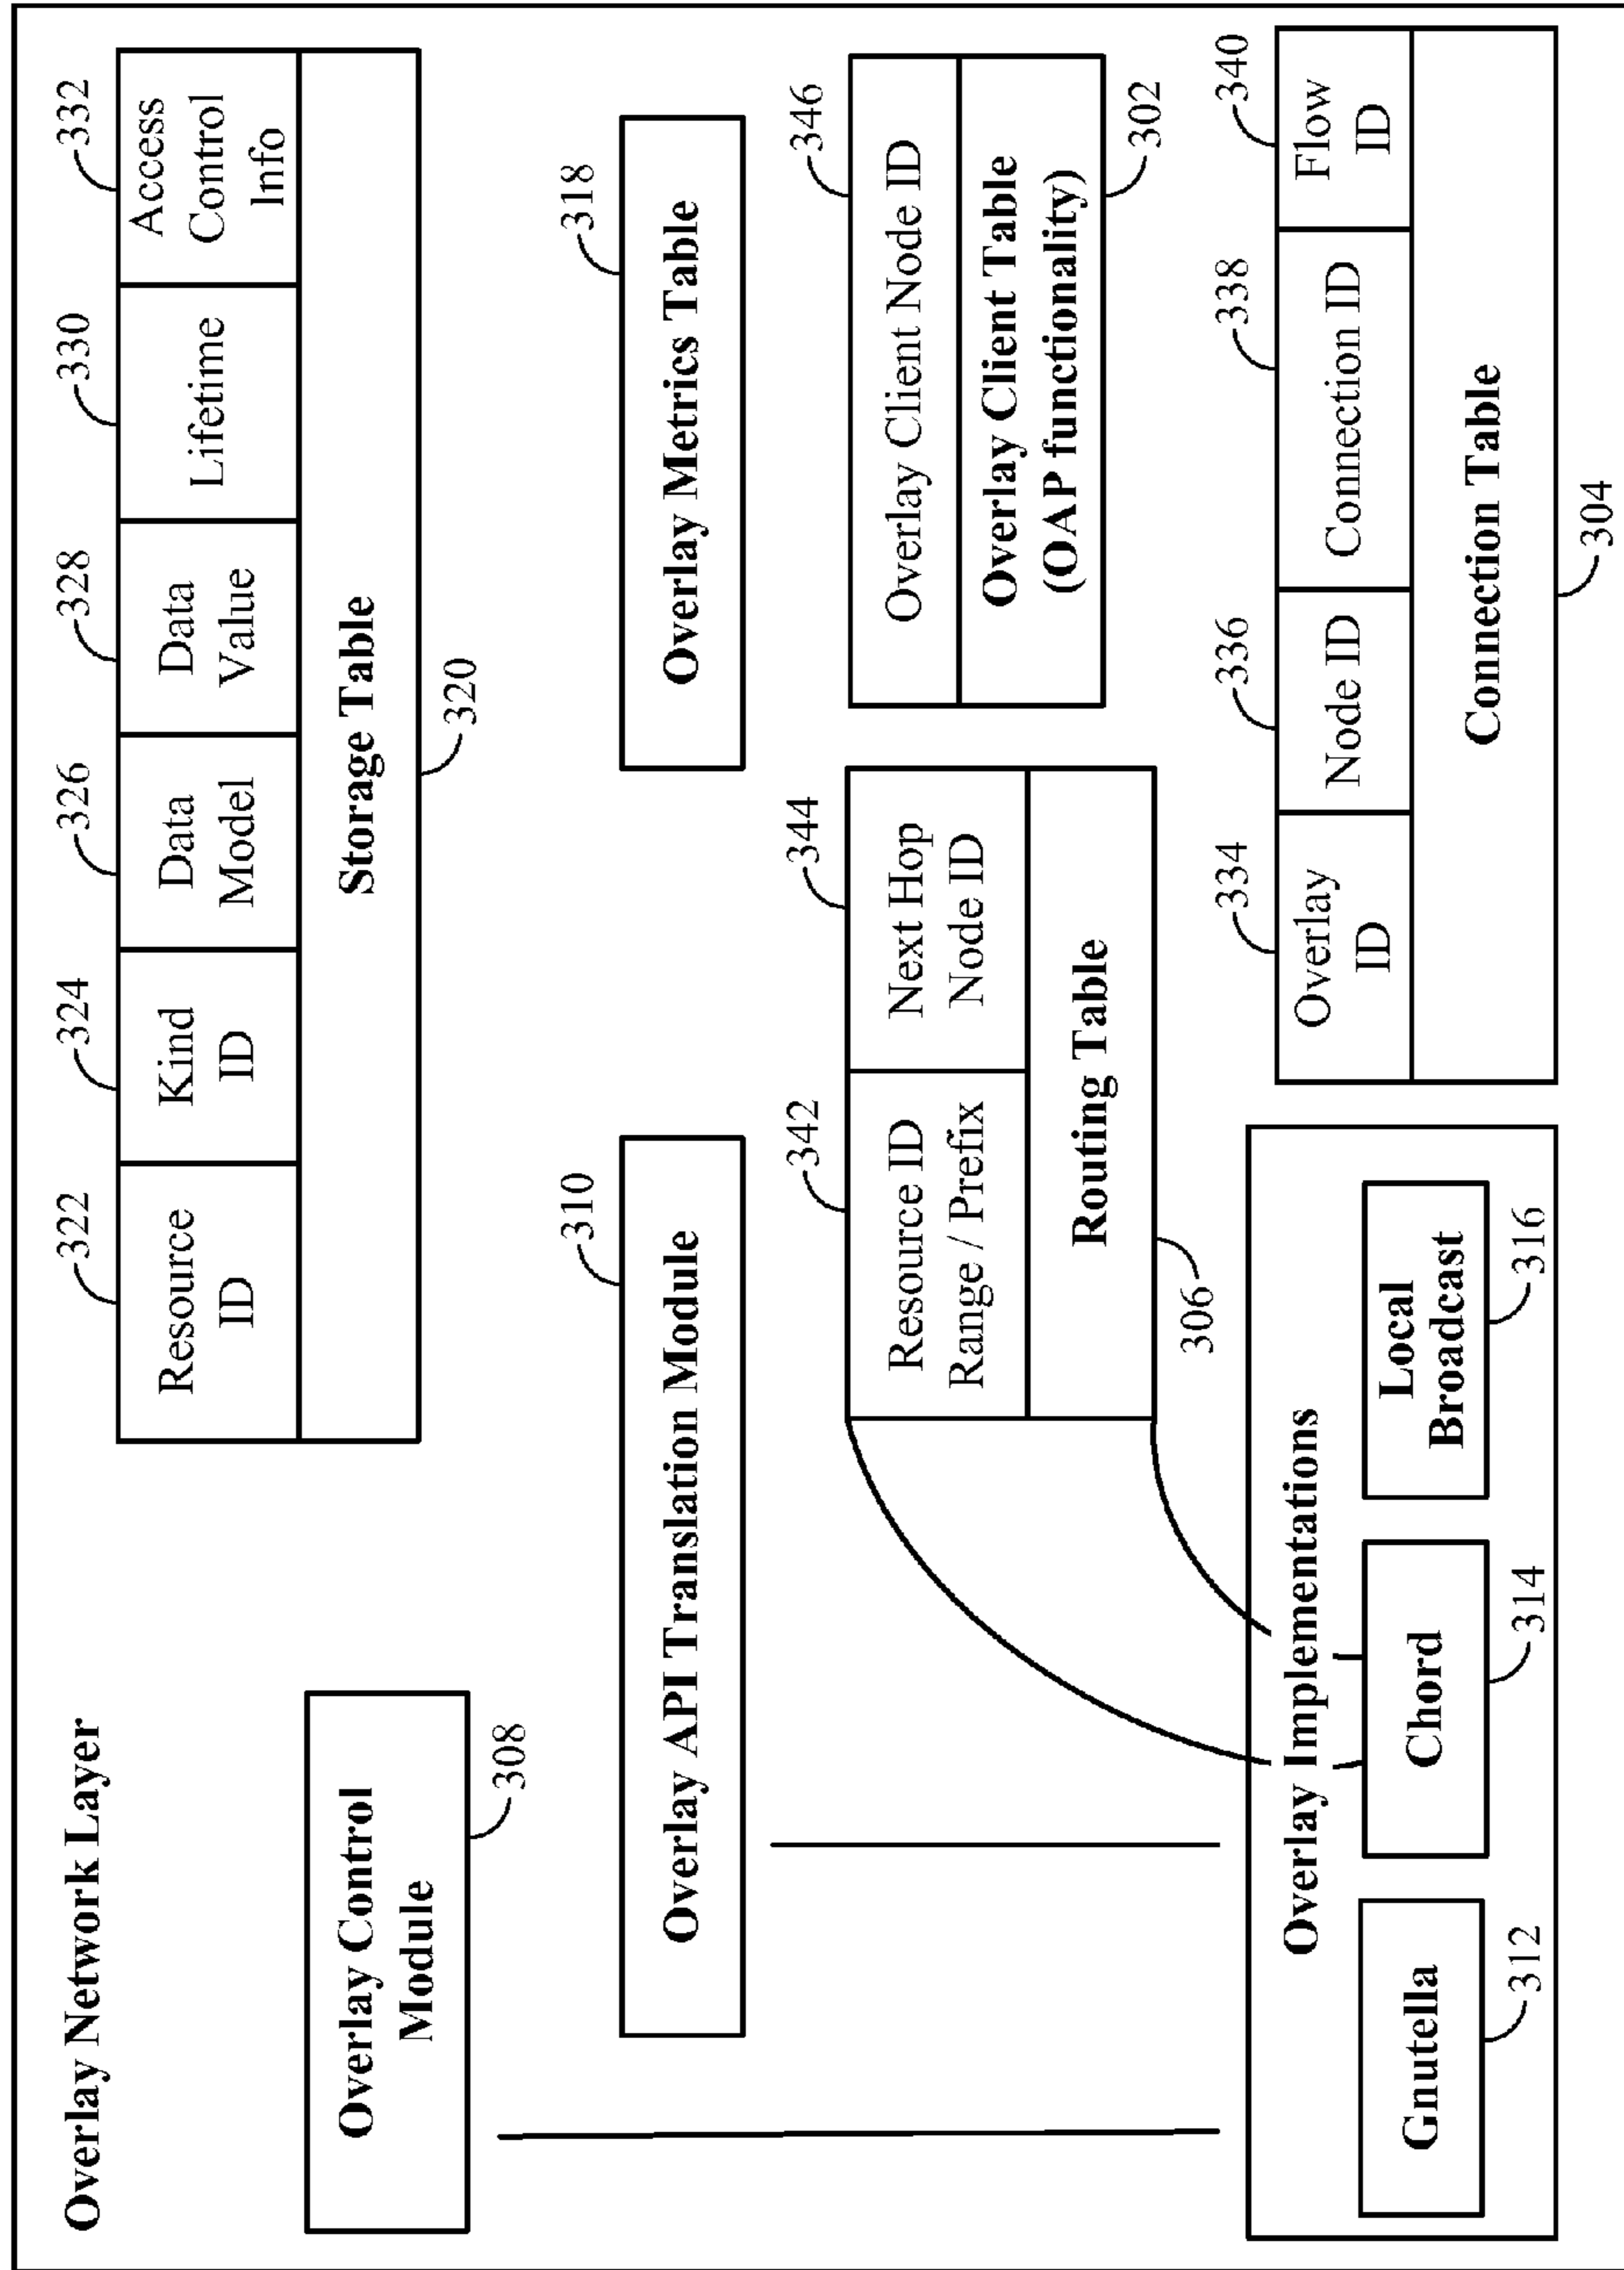 Overlay Network Layer
322
324
326
328
330
332
Resource
ID
Kind
ID
Data
Model
Data
Value
Lifetime
Access
Control
Info
Storage Table
320
Overlay Control
Module
308
310
Overlay API Translation Module
318
Overlay Metrics Table
342
344
Resource ID
Range / Prefix
Next Hop
Node ID
Routing Table
306
346
Overlay Client Node ID
Overlay Client Table
(OAP functionality)
302
Overlay Implementations
Gnutella
312
Chord
314
Local
Broadcast
316
334
336
338
340
Overlay
ID
Node ID
Connection ID
Flow
ID
Connection Table
304